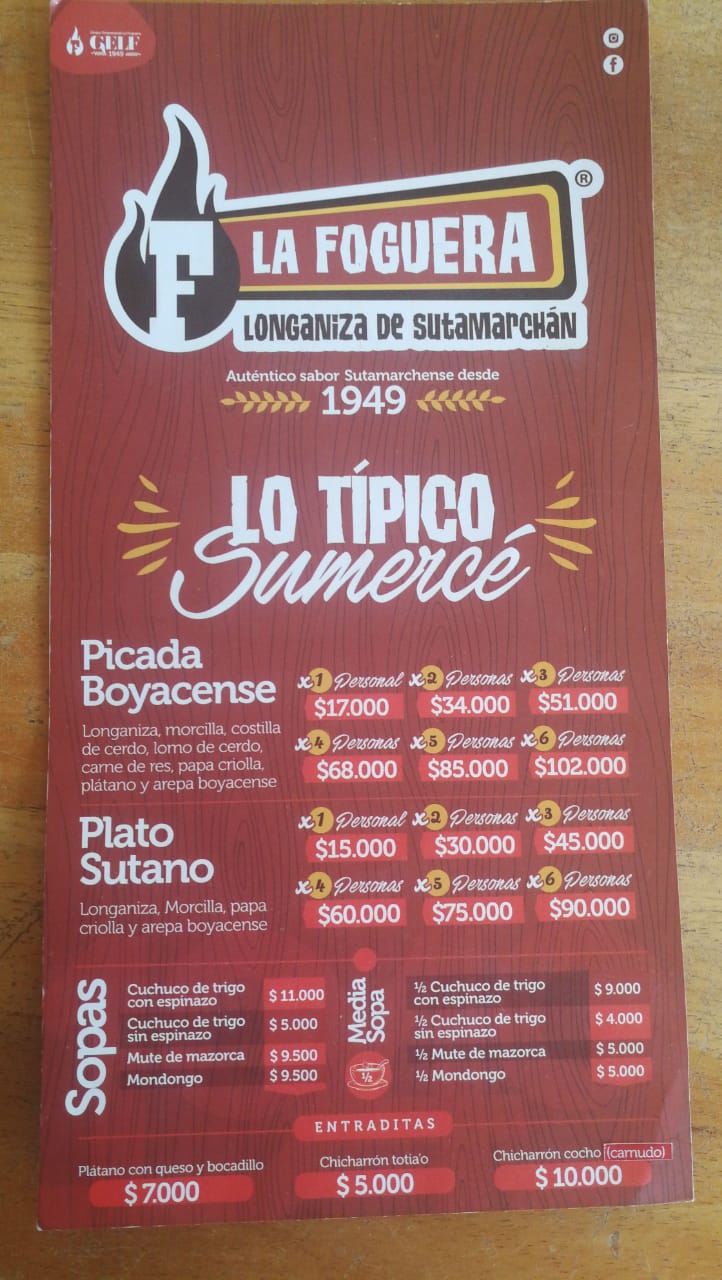 Grupo Empresarial La Foguera
GELF
1949
®
F
LA FOGUERA
LONGANIZA DE SUTAMARCHÁN
Auténtico sabor Sutamarchense desde
1949
LO TÍPICO
Sumercé
Picada
Boyacense
Longaniza, morcilla, costilla
de cerdo, lomo de cerdo,
carne de res, papa criolla,
plátano y arepa boyacense
x1 Personal x2 Personas x3 Personas
$17.000 $34.000 $51.000
x4 Personas x5 Personas x6 Personas
$68.000 $85.000 $102.000
Plato
Sutano
Longaniza, Morcilla, papa
criolla y arepa boyacense
x1 Personal x2 Personas x3 Personas
$15.000 $30.000 $45.000
x4 Personas x5 Personas x6 Personas
$60.000 $75.000 $90.000
Sopas
Cuchuco de trigo
con espinazo $ 11.000
Cuchuco de trigo
sin espinazo $ 5.000
Mute de mazorca $ 9.500
Mondongo $ 9.500
Media
Sopa
½
½ Cuchuco de trigo
con espinazo $ 9.000
½ Cuchuco de trigo
sin espinazo $ 4.000
½ Mute de mazorca $ 5.000
½ Mondongo $ 5.000
ENTRADITAS
Plátano con queso y bocadillo
$ 7.000
Chicharrón totia'o
$ 5.000
Chicharrón cocho (carnudo)
$ 10.000